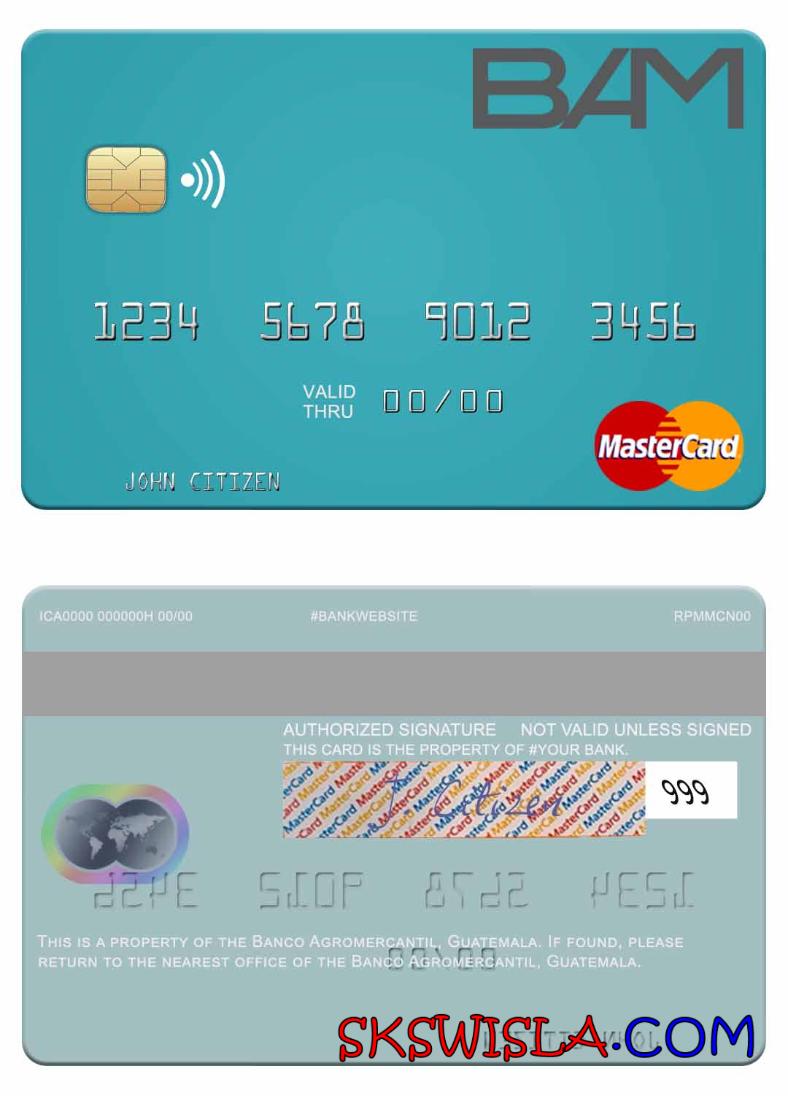 BAM
1234 5678 9012 3456
VALID
THRU 00/00
MasterCard
JOHN CITIZEN
ICA0000 000000H 00/00 #BANKWEBSITE RPMMCN00
AUTHORIZED SIGNATURE NOT VALID UNLESS SIGNED
THIS CARD IS THE PROPERTY OF #YOUR BANK.
J. Citizen 999
THIS IS A PROPERTY OF THE BANCO AGROMERCANTIL, GUATEMALA. IF FOUND, PLEASE
RETURN TO THE NEAREST OFFICE OF THE BANCO AGROMERCANTIL, GUATEMALA.
SKSWISLA.COM